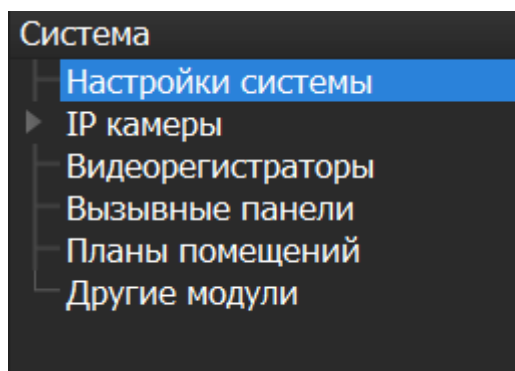 Система
Настройки системы
IP камеры
Видеорегистраторы
Вызывные панели
Планы помещений
Другие модули